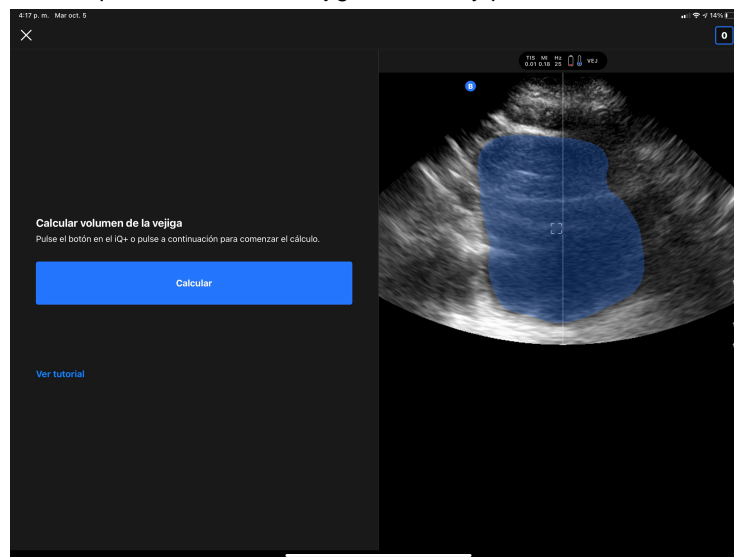 4:17 p. m. Mar oct. 5
14%
0
TIS MI Hz
0.01 0.18 25
VEJ
B
Calcular volumen de la vejiga
Pulse el botón en el iQ+ o pulse a continuación para comenzar el cálculo.
Calcular
Ver tutorial